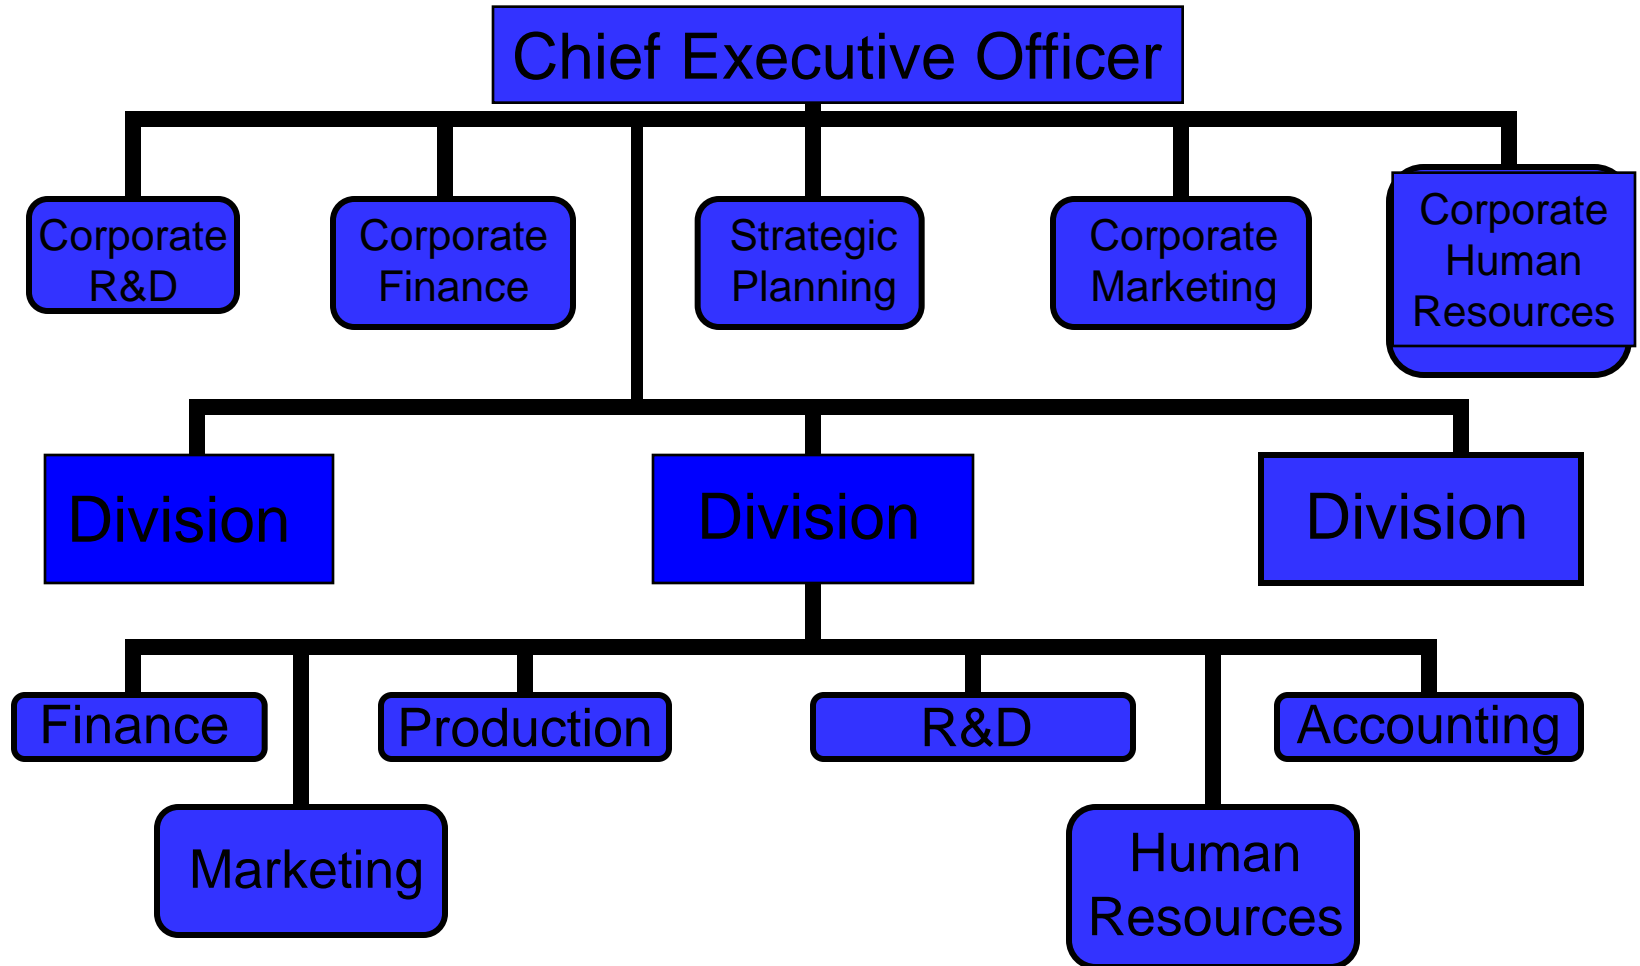 Chief Executive Officer
Corporate
R&D
Corporate
Finance
Strategic
Planning
Corporate
Marketing
Corporate
Human
Resources
Division
Division
Division
Finance
Production
R&D
Accounting
Marketing
Human
Resources